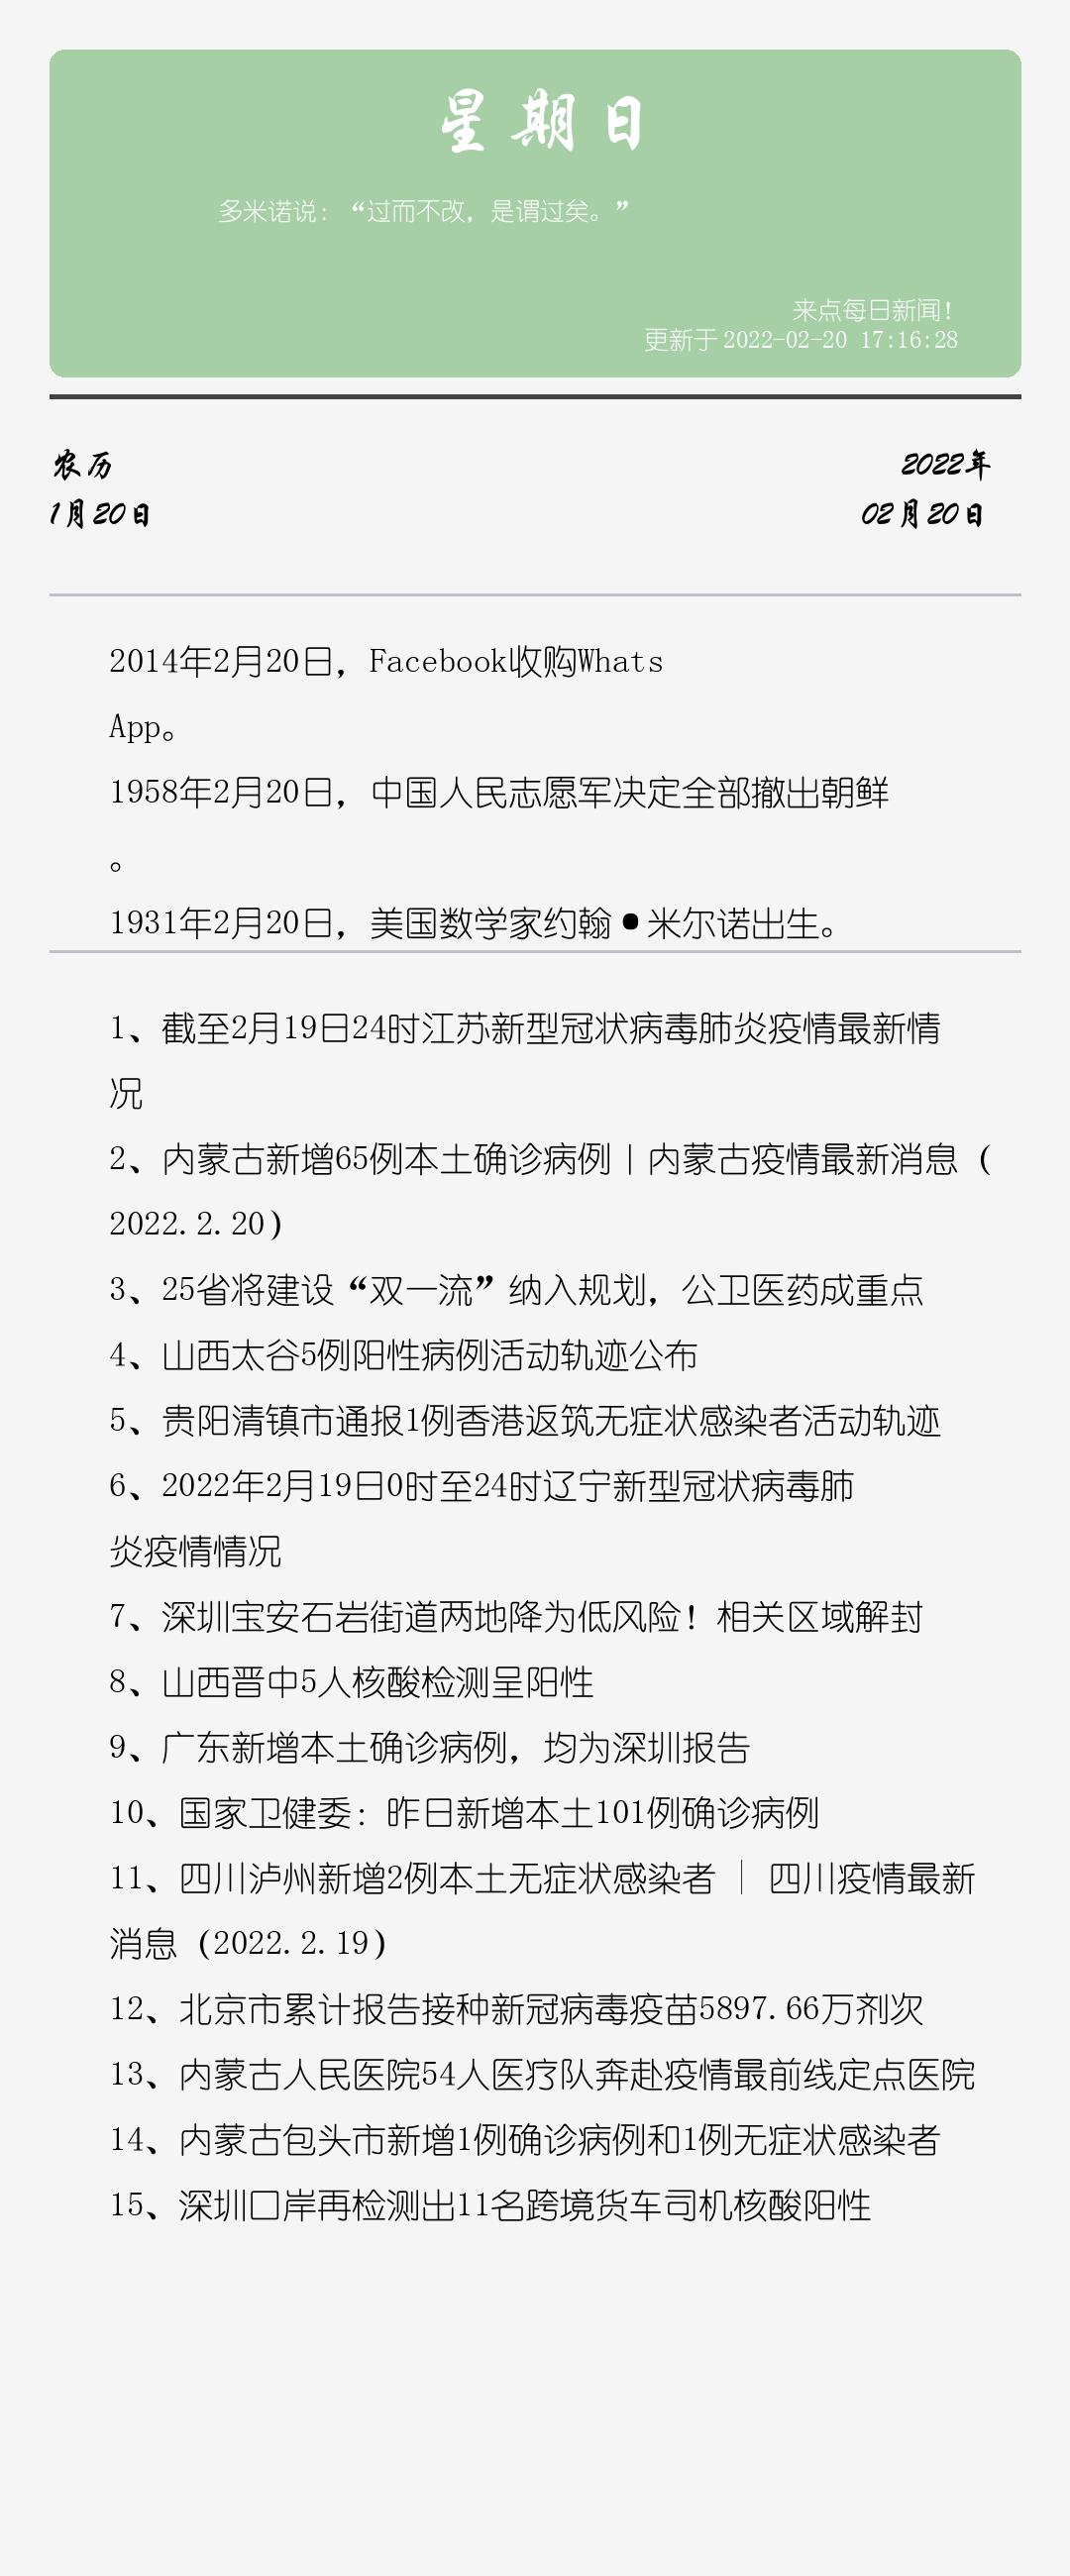 星期日
多米诺说：“过而不改，是谓过矣。”
来点每日新闻！
更新于 2022-02-20 17:16:28
农历
1月20日
2022年
02月20日
2014年2月20日，Facebook收购Whats
App。
1958年2月20日，中国人民志愿军决定全部撤出朝鲜
。
1931年2月20日，美国数学家约翰•米尔诺出生。
1、截至2月19日24时江苏新型冠状病毒肺炎疫情最新情
况
2、内蒙古新增65例本土确诊病例丨内蒙古疫情最新消息（
2022.2.20）
3、25省将建设“双一流”纳入规划，公卫医药成重点
4、山西太谷5例阳性病例活动轨迹公布
5、贵阳清镇市通报1例香港返筑无症状感染者活动轨迹
6、2022年2月19日0时至24时辽宁新型冠状病毒肺
炎疫情情况
7、深圳宝安石岩街道两地降为低风险！相关区域解封
8、山西晋中5人核酸检测呈阳性
9、广东新增本土确诊病例，均为深圳报告
10、国家卫健委：昨日新增本土101例确诊病例
11、四川泸州新增2例本土无症状感染者 │ 四川疫情最新
消息（2022.2.19）
12、北京市累计报告接种新冠病毒疫苗5897.66万剂次
13、内蒙古人民医院54人医疗队奔赴疫情最前线定点医院
14、内蒙古包头市新增1例确诊病例和1例无症状感染者
15、深圳口岸再检测出11名跨境货车司机核酸阳性